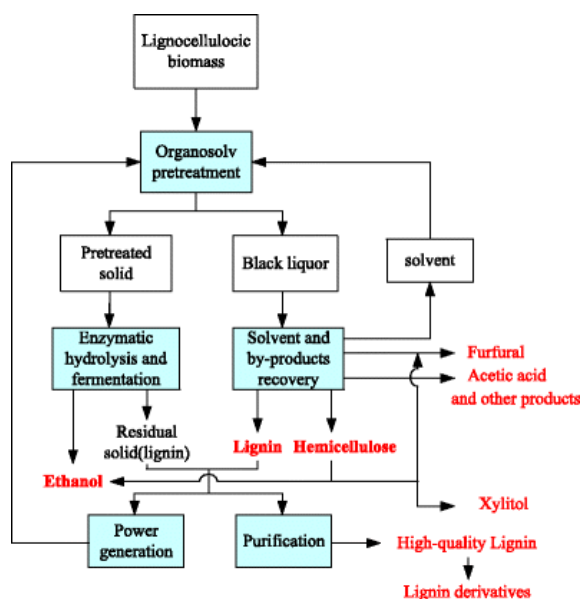 Lignocellulocic
biomass
Organosolv
pretreatment
Pretreated
solid
Black liquor
solvent
Enzymatic
hydrolysis and
fermentation
Solvent and
by-products
recovery
Furfural
Acetic acid
and other products
Residual
solid(lignin)
Lignin
Hemicellulose
Ethanol
Xylitol
Power
generation
Purification
High-quality Lignin
Lignin derivatives